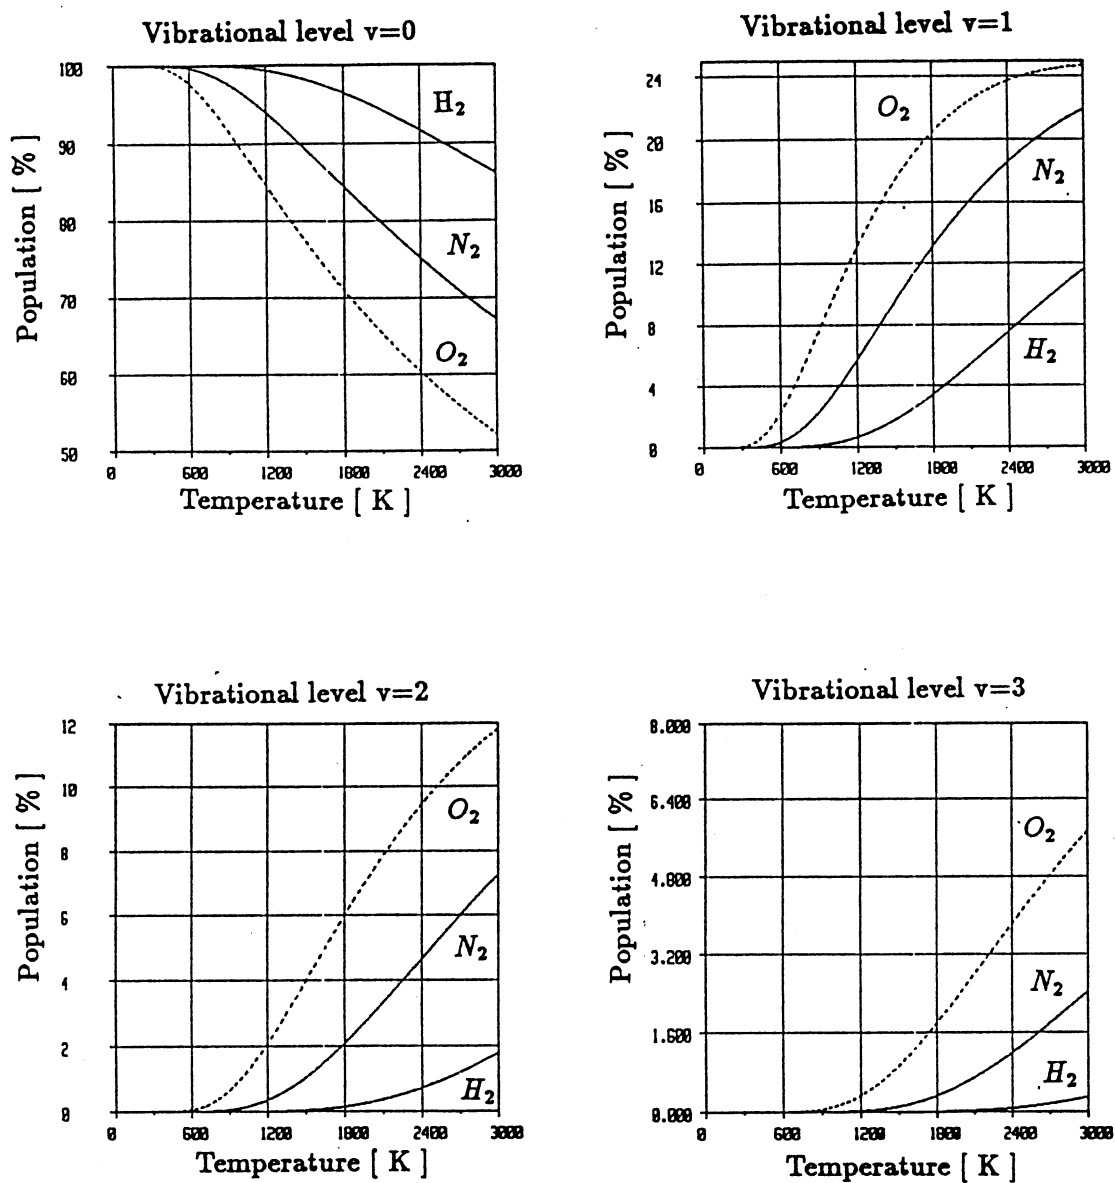 Vibrational level v=0
Population [ % ]
100
90
80
70
60
50
H₂
N₂
O₂
0 600 1200 1800 2400 3000
Temperature [ K ]
Vibrational level v=1
Population [ % ]
24
20
16
12
8
4
0
O₂
N₂
H₂
0 600 1200 1800 2400 3000
Temperature [ K ]
Vibrational level v=2
Population [ % ]
12
10
8
6
4
2
0
O₂
N₂
H₂
0 600 1200 1800 2400 3000
Temperature [ K ]
Vibrational level v=3
Population [ % ]
8.000
6.400
4.800
3.200
1.600
0.000
O₂
N₂
H₂
0 600 1200 1800 2400 3000
Temperature [ K ]